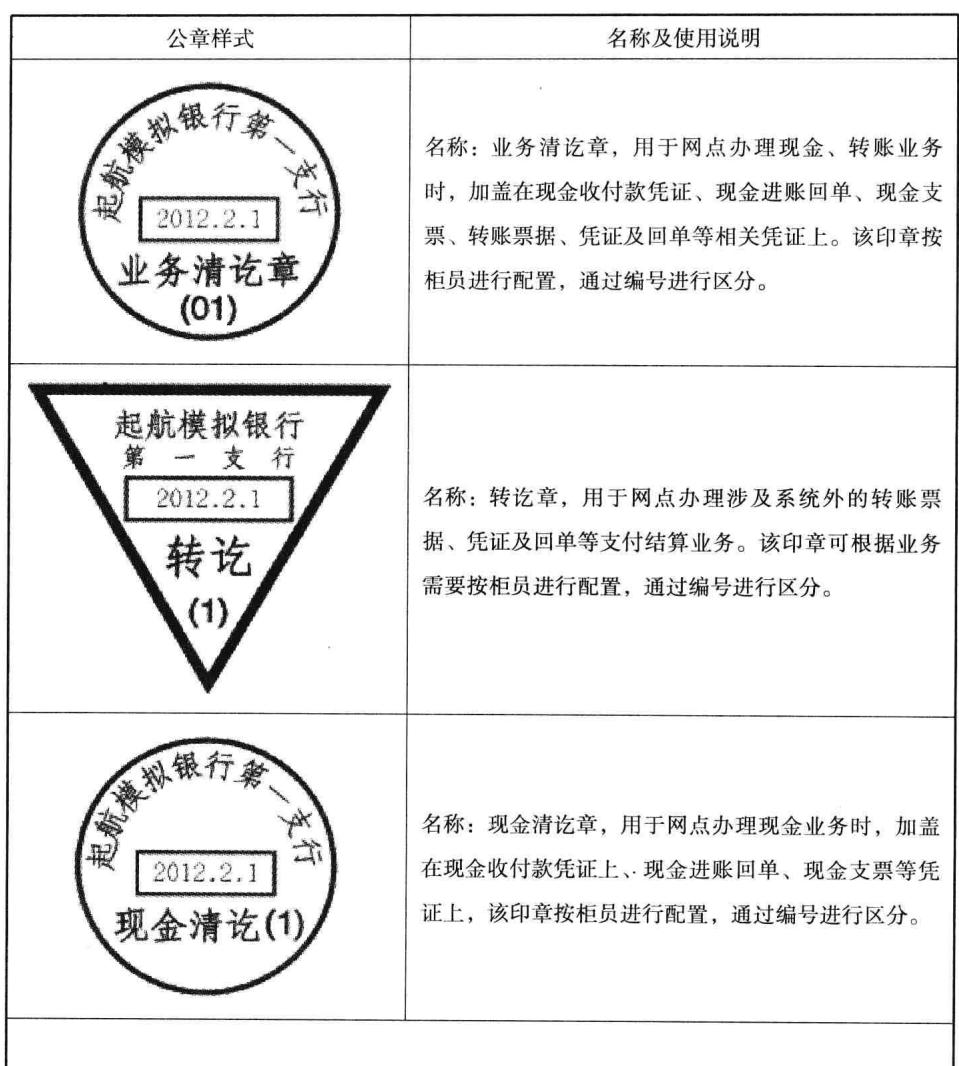 公章样式
名称及使用说明
起航模拟银行第一支行
2012.2.1
业务清讫章
(01)
名称：业务清讫章，用于网点办理现金、转账业务
时，加盖在现金收付款凭证、现金进账回单、现金支
票、转账票据、凭证及回单等相关凭证上。该印章按
柜员进行配置，通过编号进行区分。
起航模拟银行
第一支行
2012.2.1
转讫
(1)
名称：转讫章，用于网点办理涉及系统外的转账票
据、凭证及回单等支付结算业务。该印章可根据业务
需要按柜员进行配置，通过编号进行区分。
起航模拟银行第一支行
2012.2.1
现金清讫(1)
名称：现金清讫章，用于网点办理现金业务时，加盖
在现金收付款凭证上、现金进账回单、现金支票等凭
证上，该印章按柜员进行配置，通过编号进行区分。